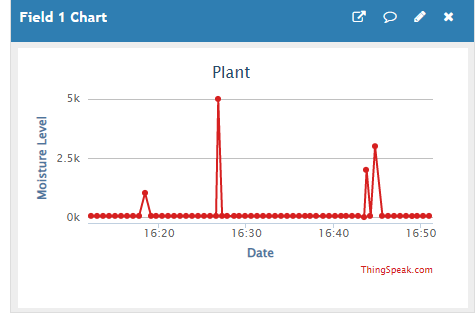 Field 1 Chart
Plant
Moisture Level
5k
2.5k
0k
16:20 16:30 16:40 16:50
Date
ThingSpeak.com